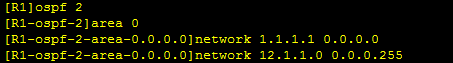 [R1]ospf 2
[R1-ospf-2]area 0
[R1-ospf-2-area-0.0.0.0]network 1.1.1.1 0.0.0.0
[R1-ospf-2-area-0.0.0.0]network 12.1.1.0 0.0.0.255